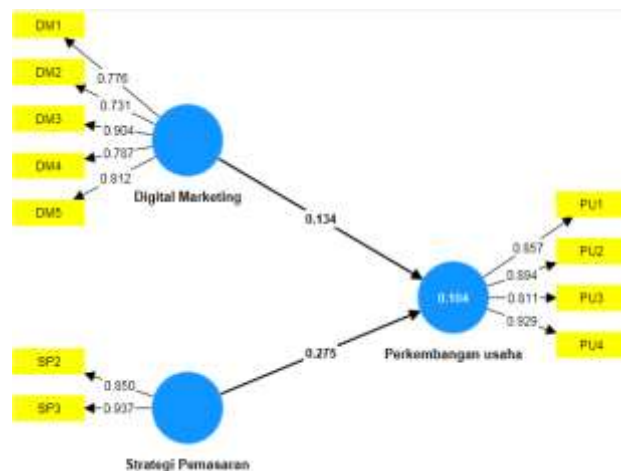 DM1
DM2
DM3
DM4
DM5
0.776
0.731
0.904
0.787
0.812
Digital Marketing
0.134
PU1
PU2
PU3
PU4
0.857
0.894
0.811
0.929
Perkembangan usaha
0.275
SP2
SP3
0.850
0.937
Strategi Pemasaran